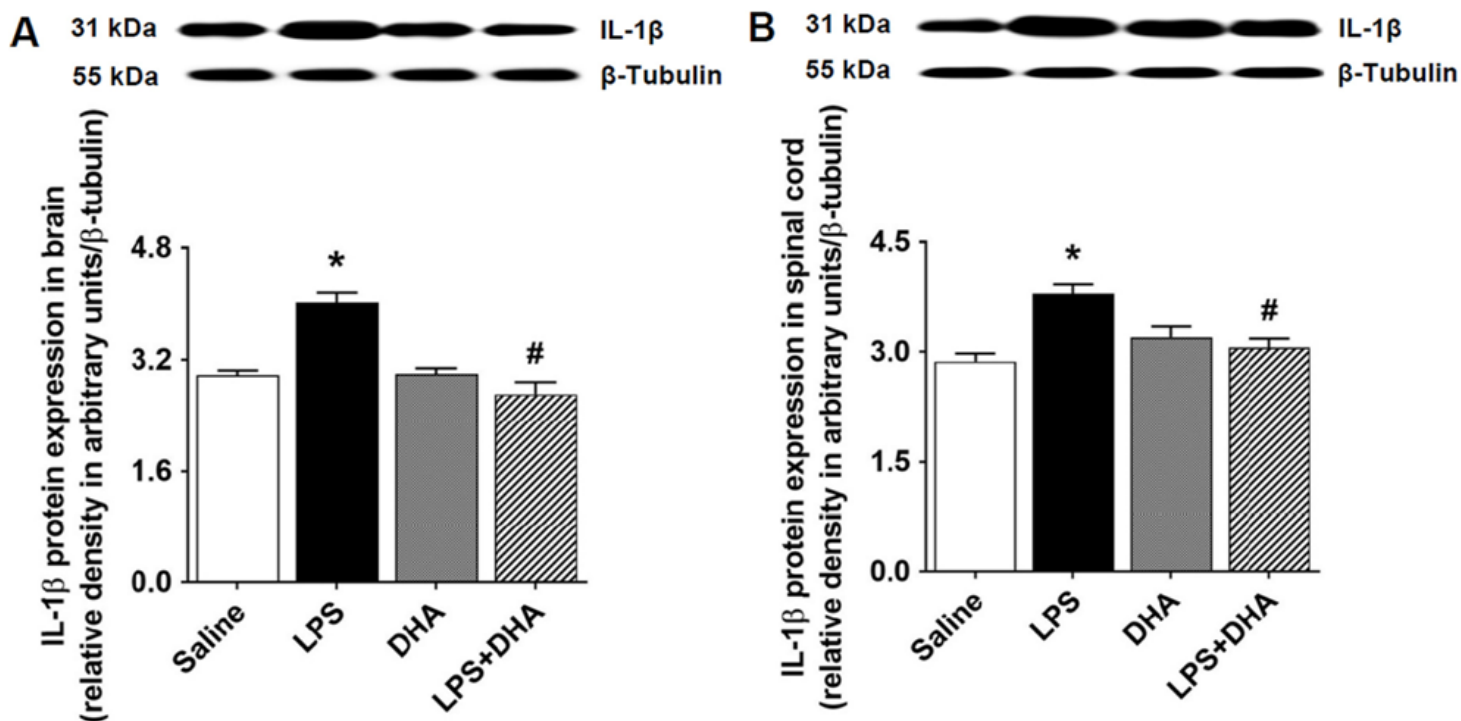 A
31 kDa
IL-1β
55 kDa
β-Tubulin
IL-1β protein expression in brain
(relative density in arbitrary units/β-tubulin)
4.8
3.2
1.6
0.0
*
#
Saline
LPS
DHA
LPS+DHA
B
31 kDa
IL-1β
55 kDa
β-Tubulin
IL-1β protein expression in spinal cord
(relative density in arbitrary units/β-tubulin)
4.5
3.0
1.5
0.0
*
#
Saline
LPS
DHA
LPS+DHA